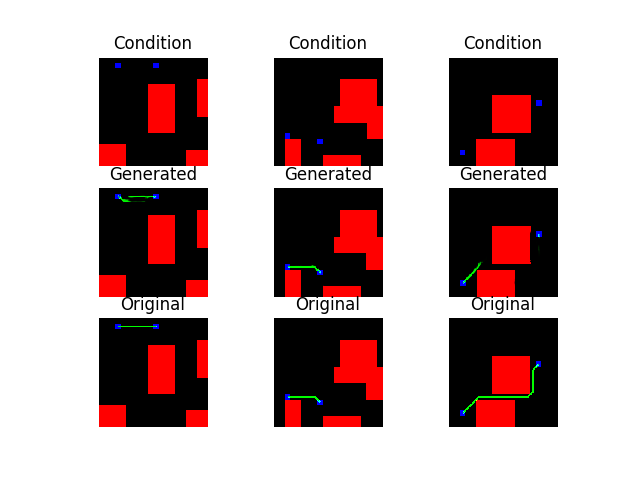 Condition Condition Condition
Generated Generated Generated
Original Original Original